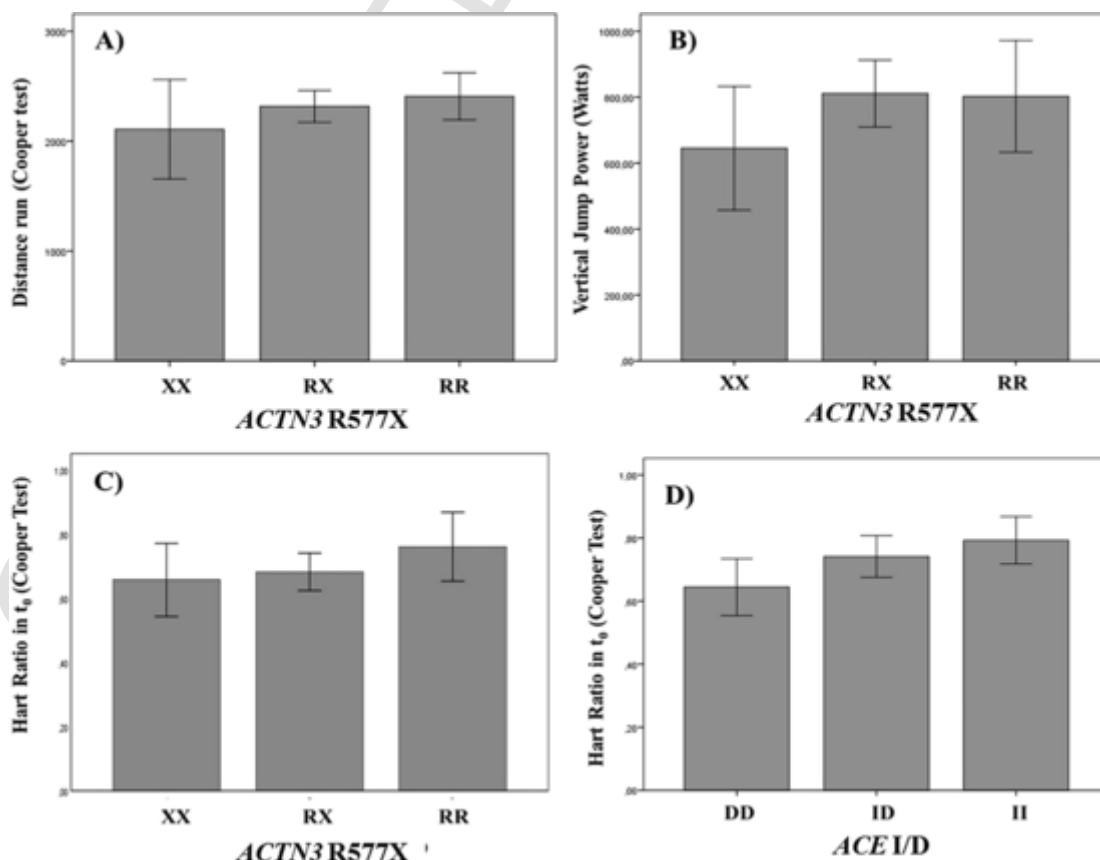 A)
Distance run (Cooper test)
3000
2000
1000
0
XX RX RR
ACTN3 R577X
B)
Vertical Jump Power (Watts)
1000,00
800,00
600,00
400,00
200,00
,00
XX RX RR
ACTN3 R577X
C)
Hart Ratio in t₀ (Cooper Test)
1,00
,80
,60
,40
,20
,00
XX RX RR
ACTN3 R577X
D)
Hart Ratio in t₀ (Cooper Test)
1,00
,80
,60
,40
,20
,00
DD ID II
ACE I/D